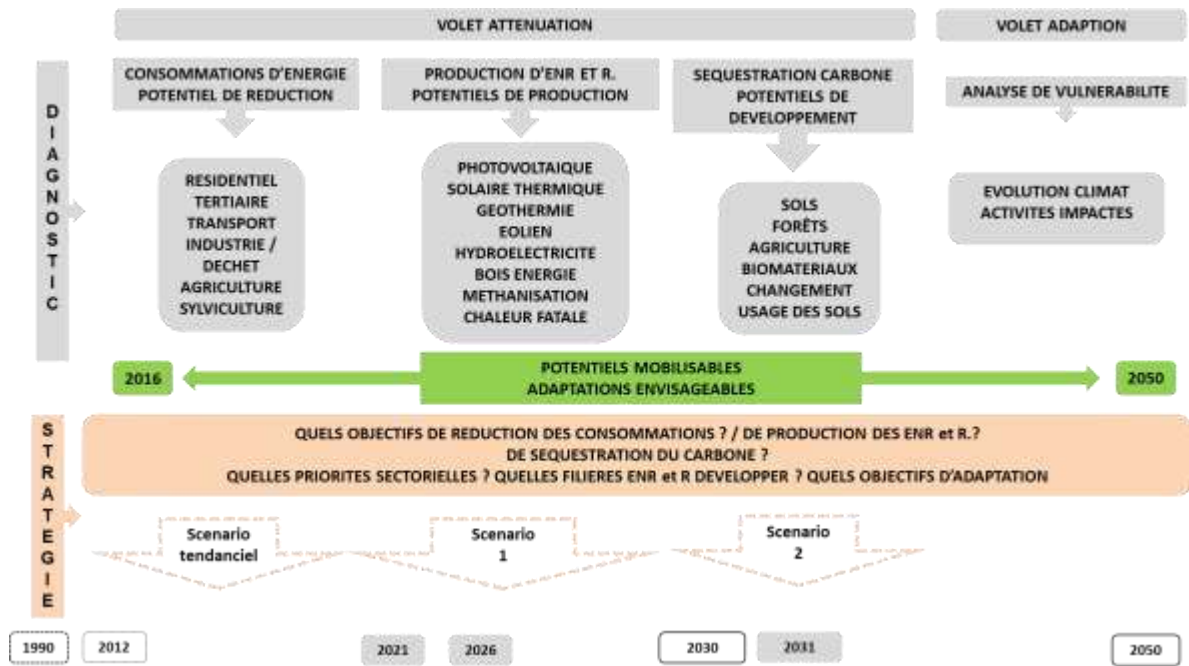 VOLET ATTENUATION
VOLET ADAPTION
DIAGNOSTIC
CONSOMMATIONS D'ENERGIE
POTENTIEL DE REDUCTION
PRODUCTION D'ENR ET R.
POTENTIELS DE PRODUCTION
SEQUESTRATION CARBONE
POTENTIELS DE
DEVELOPPEMENT
ANALYSE DE VULNERABILITE
RESIDENTIEL
TERTIAIRE
TRANSPORT
INDUSTRIE /
DECHET
AGRICULTURE
SYLVICULTURE
PHOTOVOLTAIQUE
SOLAIRE THERMIQUE
GEOTHERMIE
EOLIEN
HYDROELECTRICITE
BOIS ENERGIE
METHANISATION
CHALEUR FATALE
SOLS
FORÊTS
AGRICULTURE
BIOMATERIAUX
CHANGEMENT
USAGE DES SOLS
EVOLUTION CLIMAT
ACTIVITES IMPACTES
2016
POTENTIELS MOBILISABLES
ADAPTATIONS ENVISAGEABLES
2050
STRATEGIE
QUELS OBJECTIFS DE REDUCTION DES CONSOMMATIONS ? / DE PRODUCTION DES ENR et R.?
DE SEQUESTRATION DU CARBONE ?
QUELLES PRIORITES SECTORIELLES ? QUELLES FILIERES ENR et R DEVELOPPER ? QUELS OBJECTIFS D'ADAPTATION
Scenario
tendanciel
Scenario
1
Scenario
2
1990
2012
2021
2026
2030
2031
2050